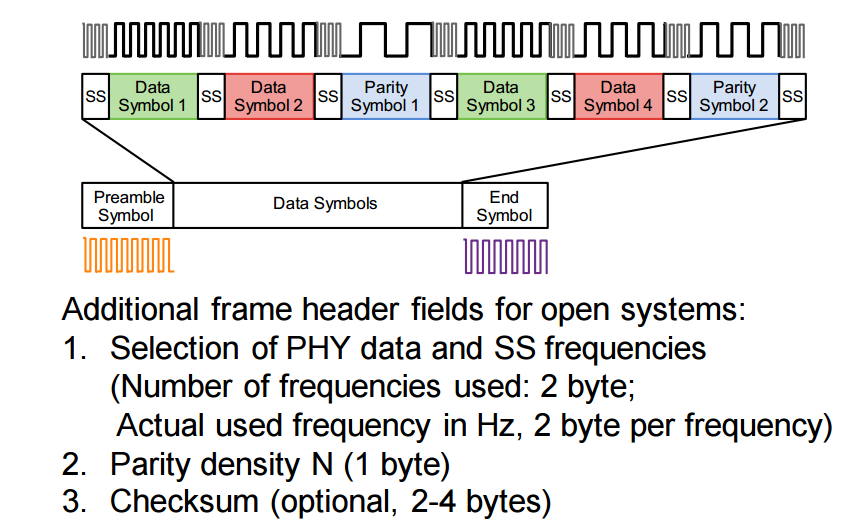 SS Data Symbol 1 SS Data Symbol 2 SS Parity Symbol 1 SS Data Symbol 3 SS Data Symbol 4 SS Parity Symbol 2 SS
Preamble Symbol Data Symbols End Symbol
Additional frame header fields for open systems:
1. Selection of PHY data and SS frequencies
(Number of frequencies used: 2 byte;
Actual used frequency in Hz, 2 byte per frequency)
2. Parity density N (1 byte)
3. Checksum (optional, 2-4 bytes)